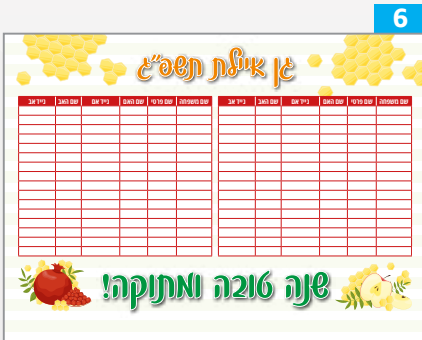 6
גן איילת תשפ״ג
שם משפחה שם פרטי שם האם נייד אם שם האב נייד אב שם משפחה שם פרטי שם האם נייד אם שם האב נייד אב
שנה טובה ומתוקה!